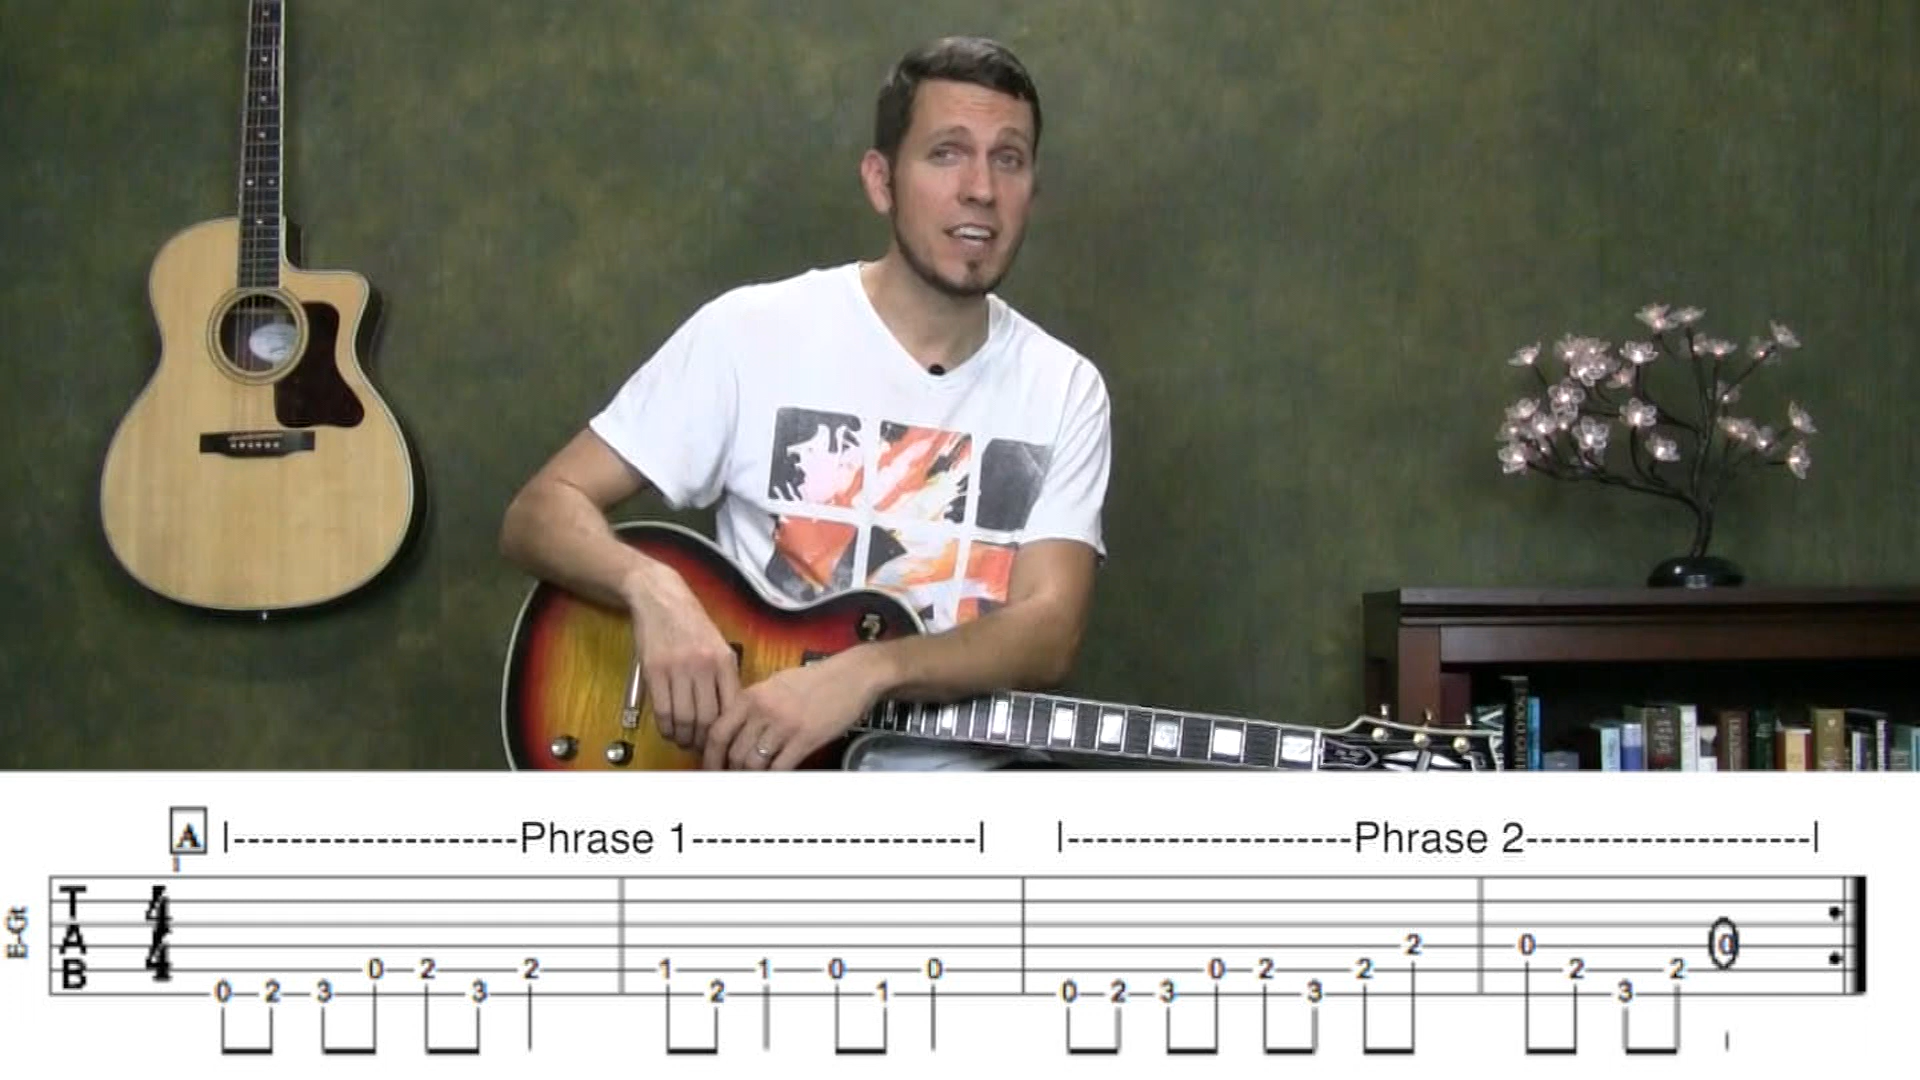 A |--------------------Phrase 1--------------------| |--------------------Phrase 2--------------------|
1
E-Gt
T
A
B
4
4
2 0 0
0 2 2 1 1 0 0 0 2 2 2 2
0 2 3 3 2 1 0 2 3 3 3